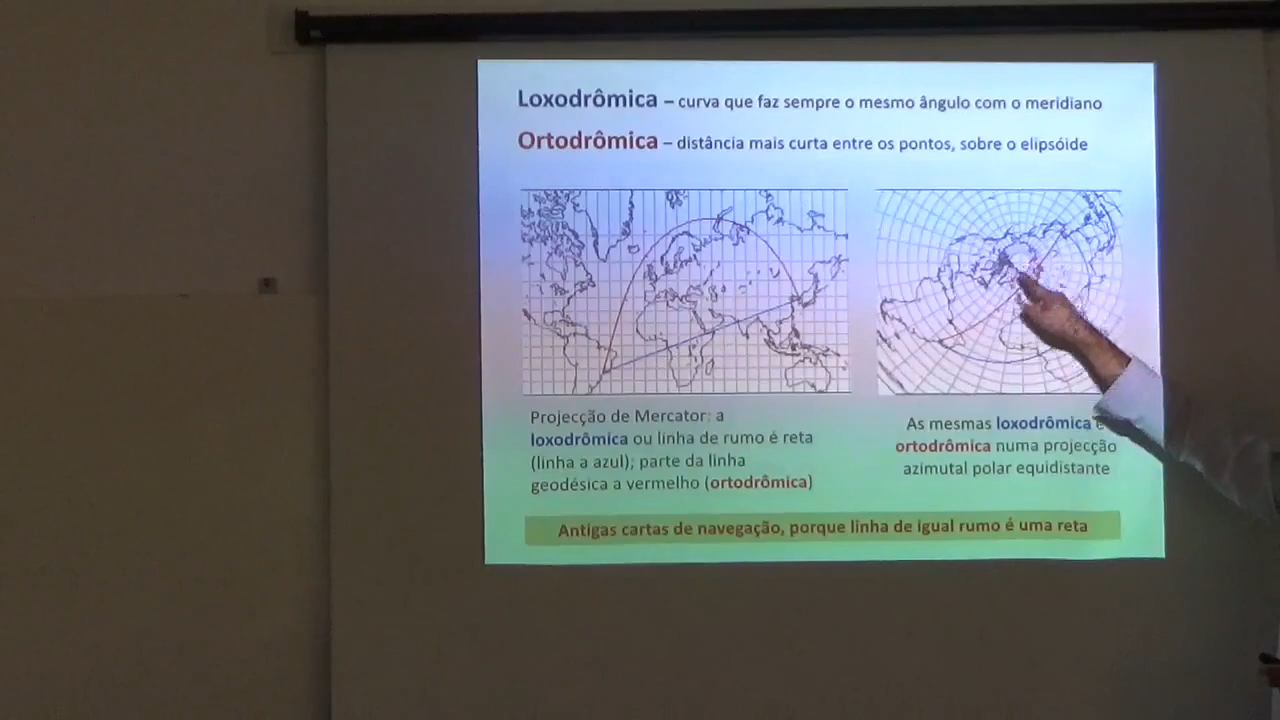 Loxodrômica – curva que faz sempre o mesmo ângulo com o meridiano
Ortodrômica – distância mais curta entre os pontos, sobre o elipsóide
Projecção de Mercator: a
loxodrômica ou linha de rumo é reta
(linha a azul); parte da linha
geodésica a vermelho (ortodrômica)
As mesmas loxodrômica e
ortodrômica numa projecção
azimutal polar equidistante
Antigas cartas de navegação, porque linha de igual rumo é uma reta